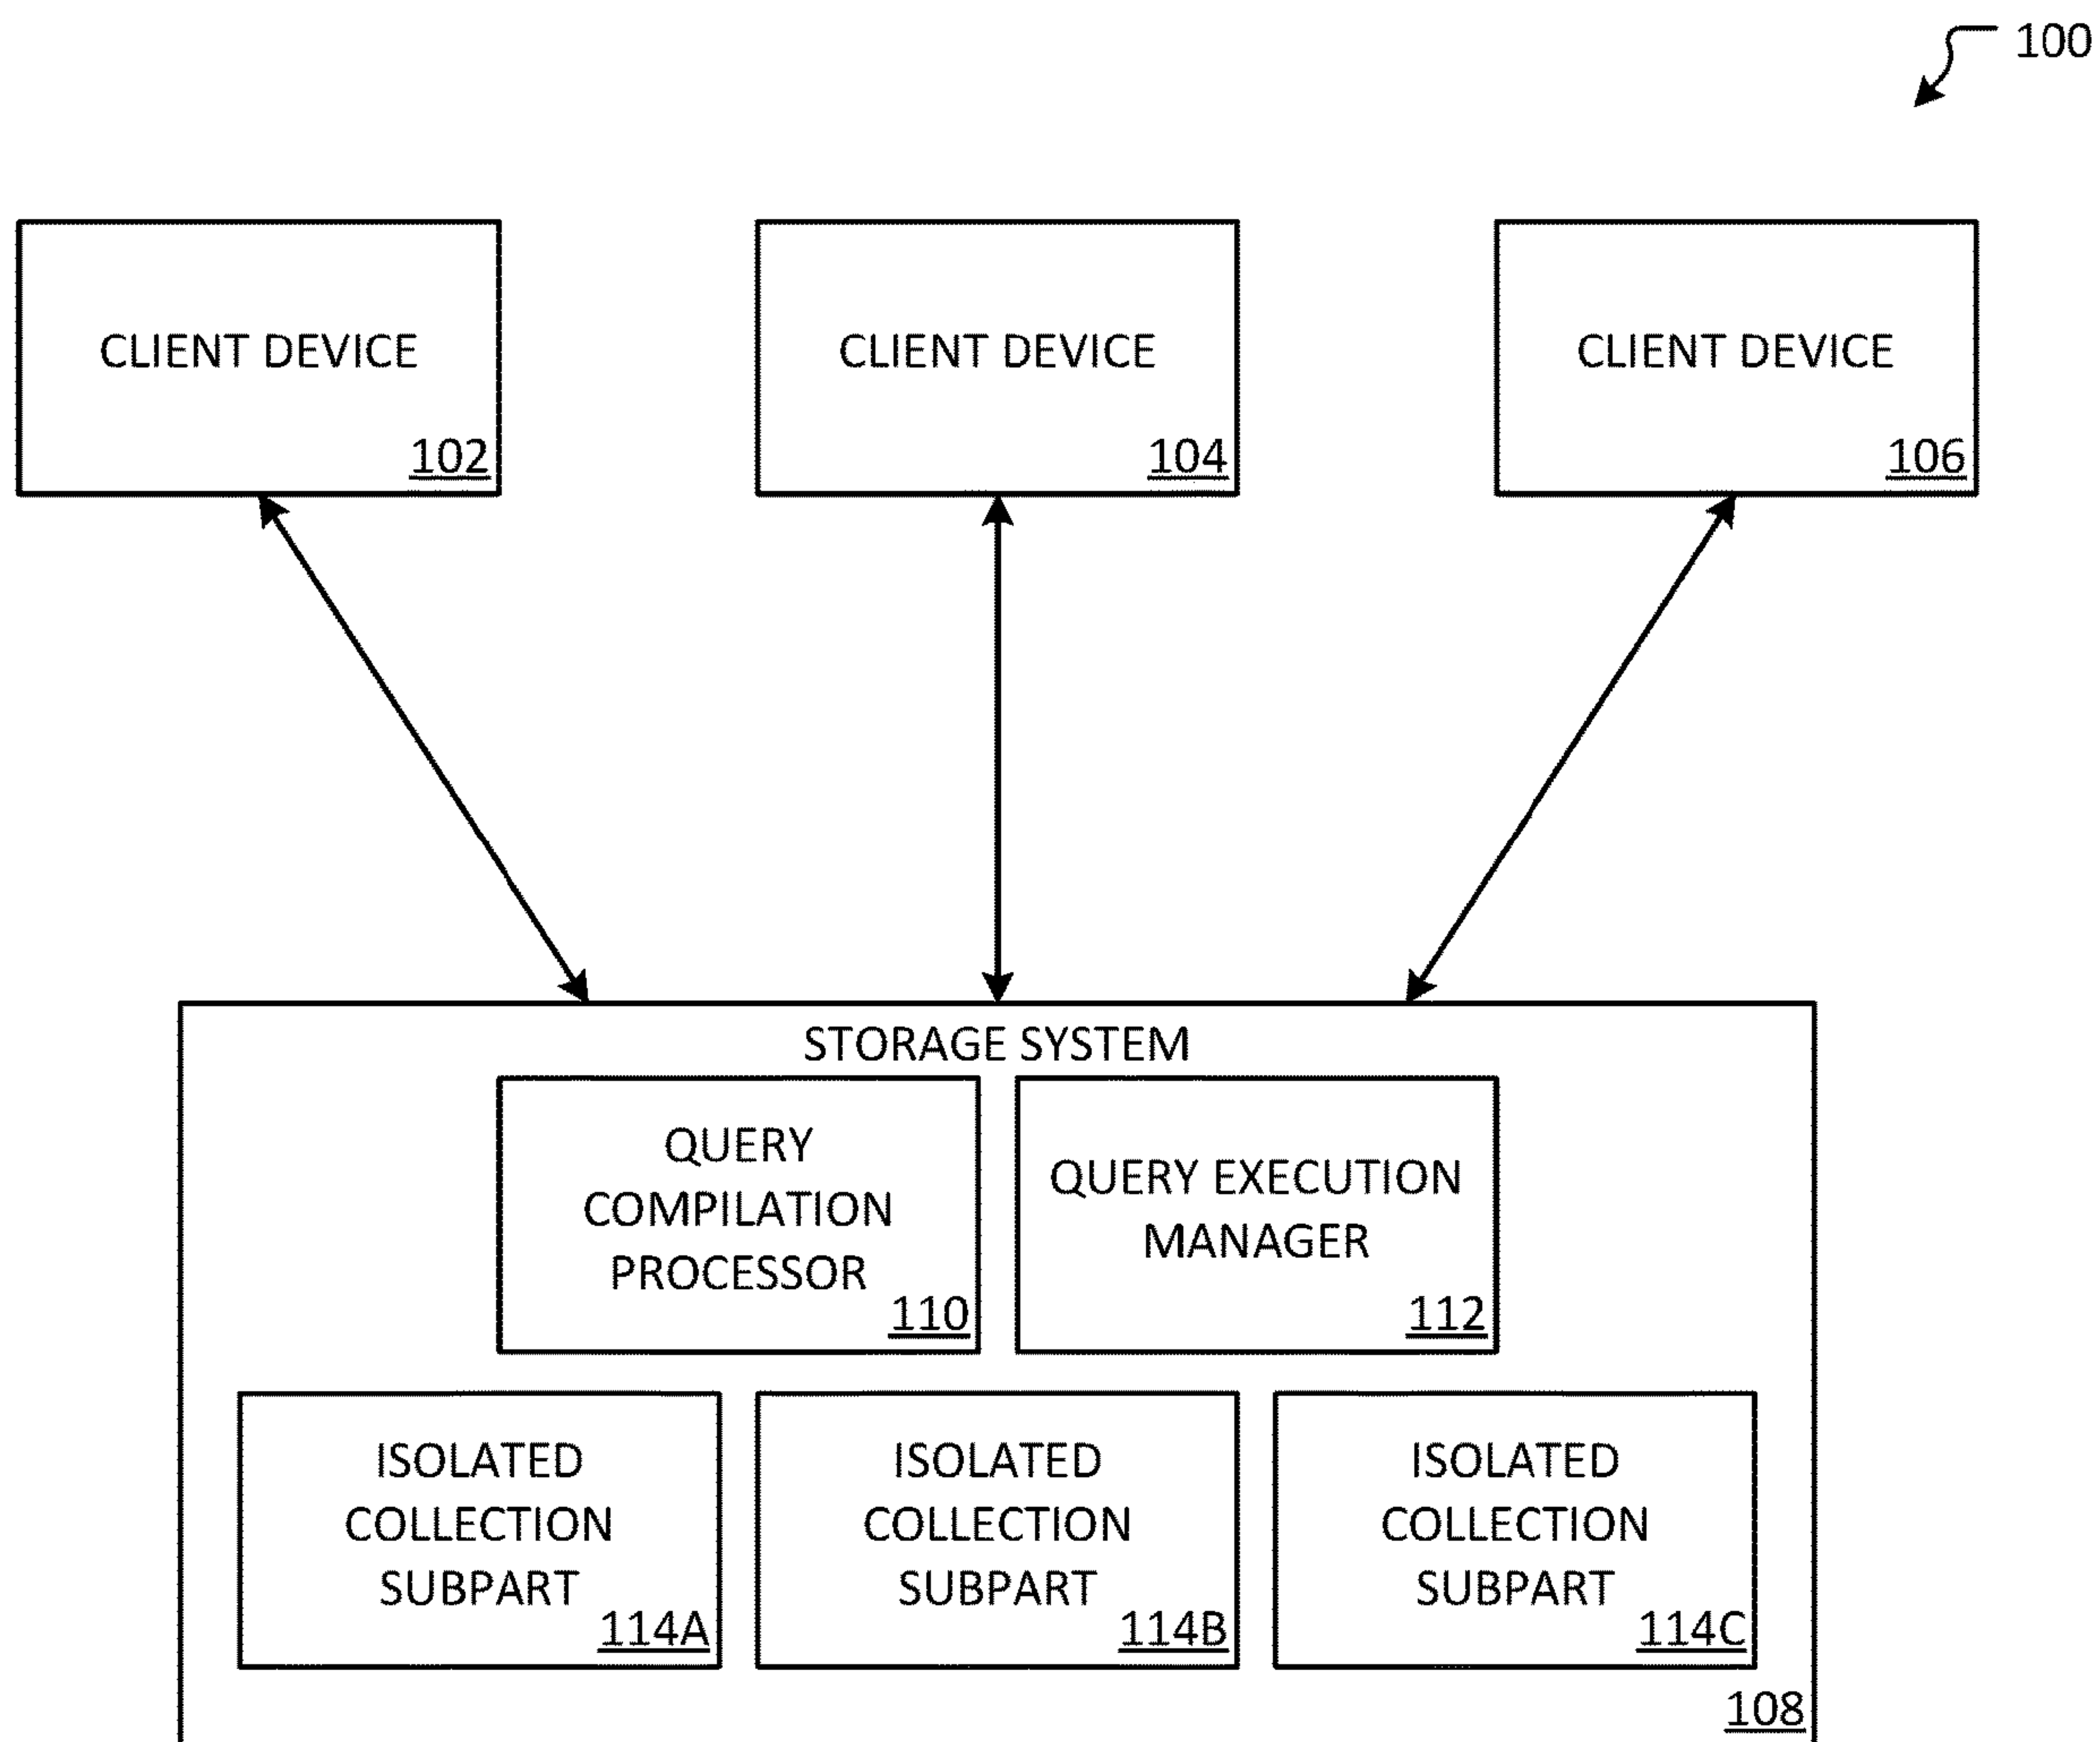 100
CLIENT DEVICE
102
CLIENT DEVICE
104
CLIENT DEVICE
106
STORAGE SYSTEM
QUERY
COMPILATION
PROCESSOR
110
QUERY EXECUTION
MANAGER
112
ISOLATED
COLLECTION
SUBPART
114A
ISOLATED
COLLECTION
SUBPART
114B
ISOLATED
COLLECTION
SUBPART
114C
108